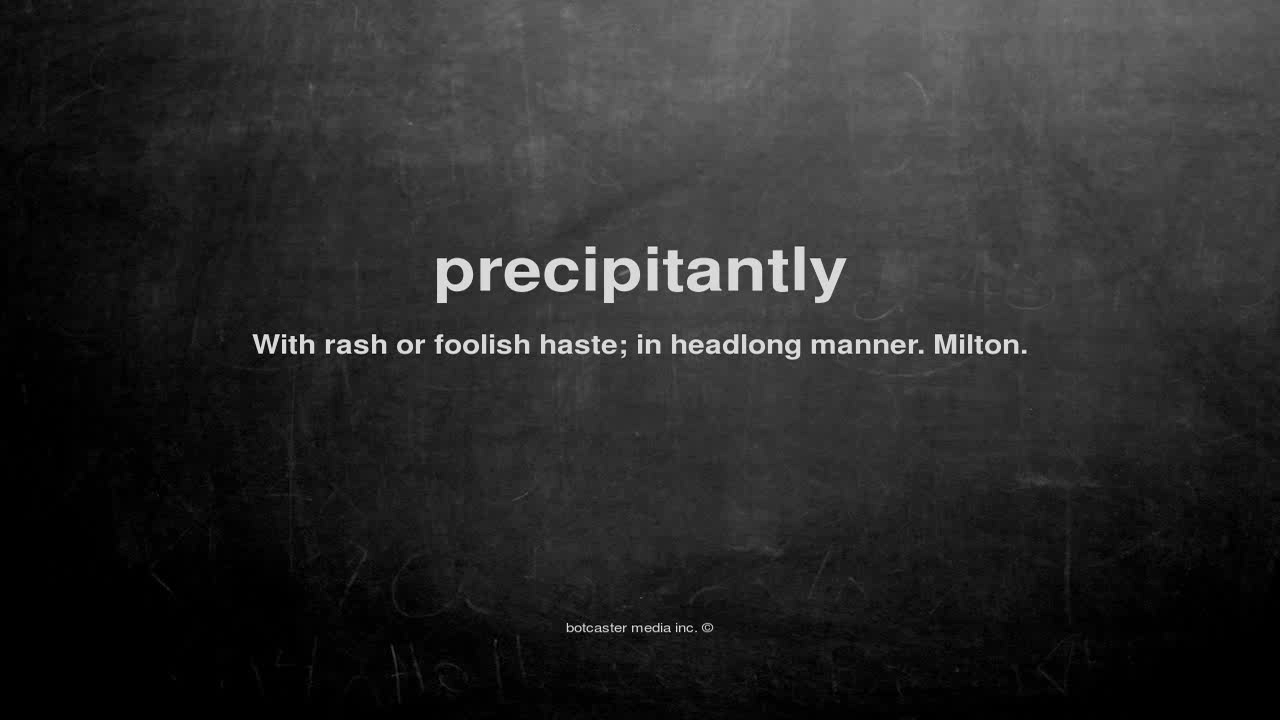 precipitantly
With rash or foolish haste; in headlong manner. Milton.
botcaster media inc. ©